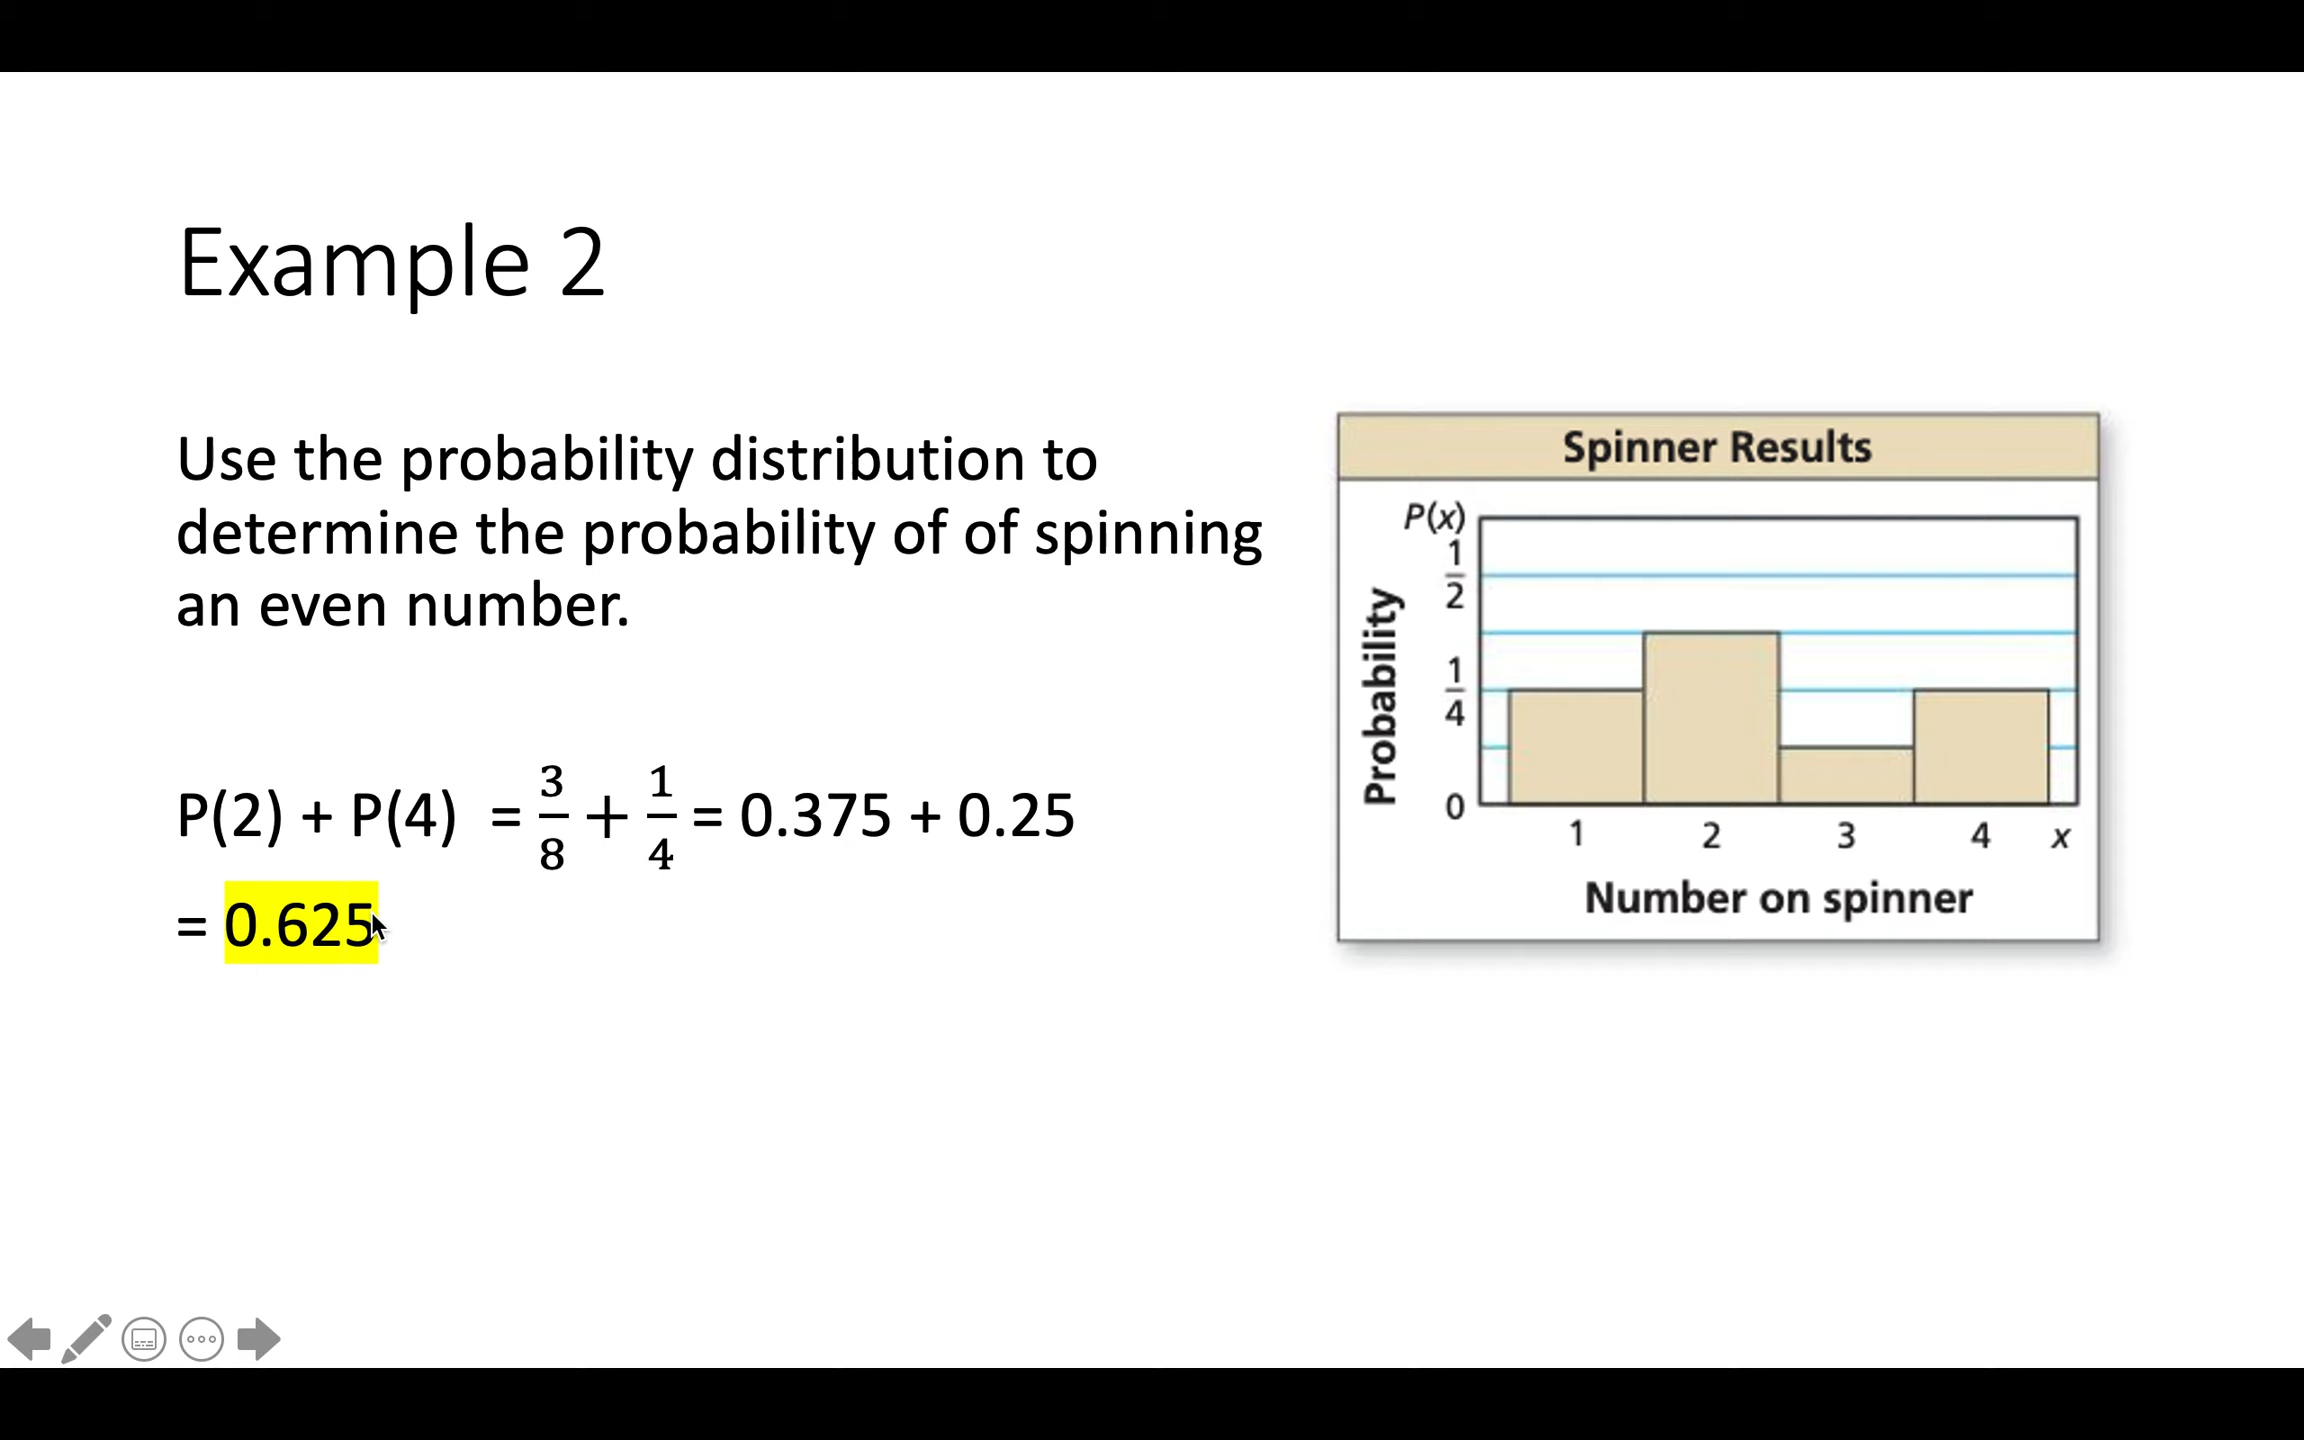 Example 2
Use the probability distribution to
determine the probability of of spinning
an even number.
P(2) + P(4) = 3/8 + 1/4 = 0.375 + 0.25
= 0.625
Spinner Results
P(x)
1/2
1/4
0
Probability
1 2 3 4 x
Number on spinner